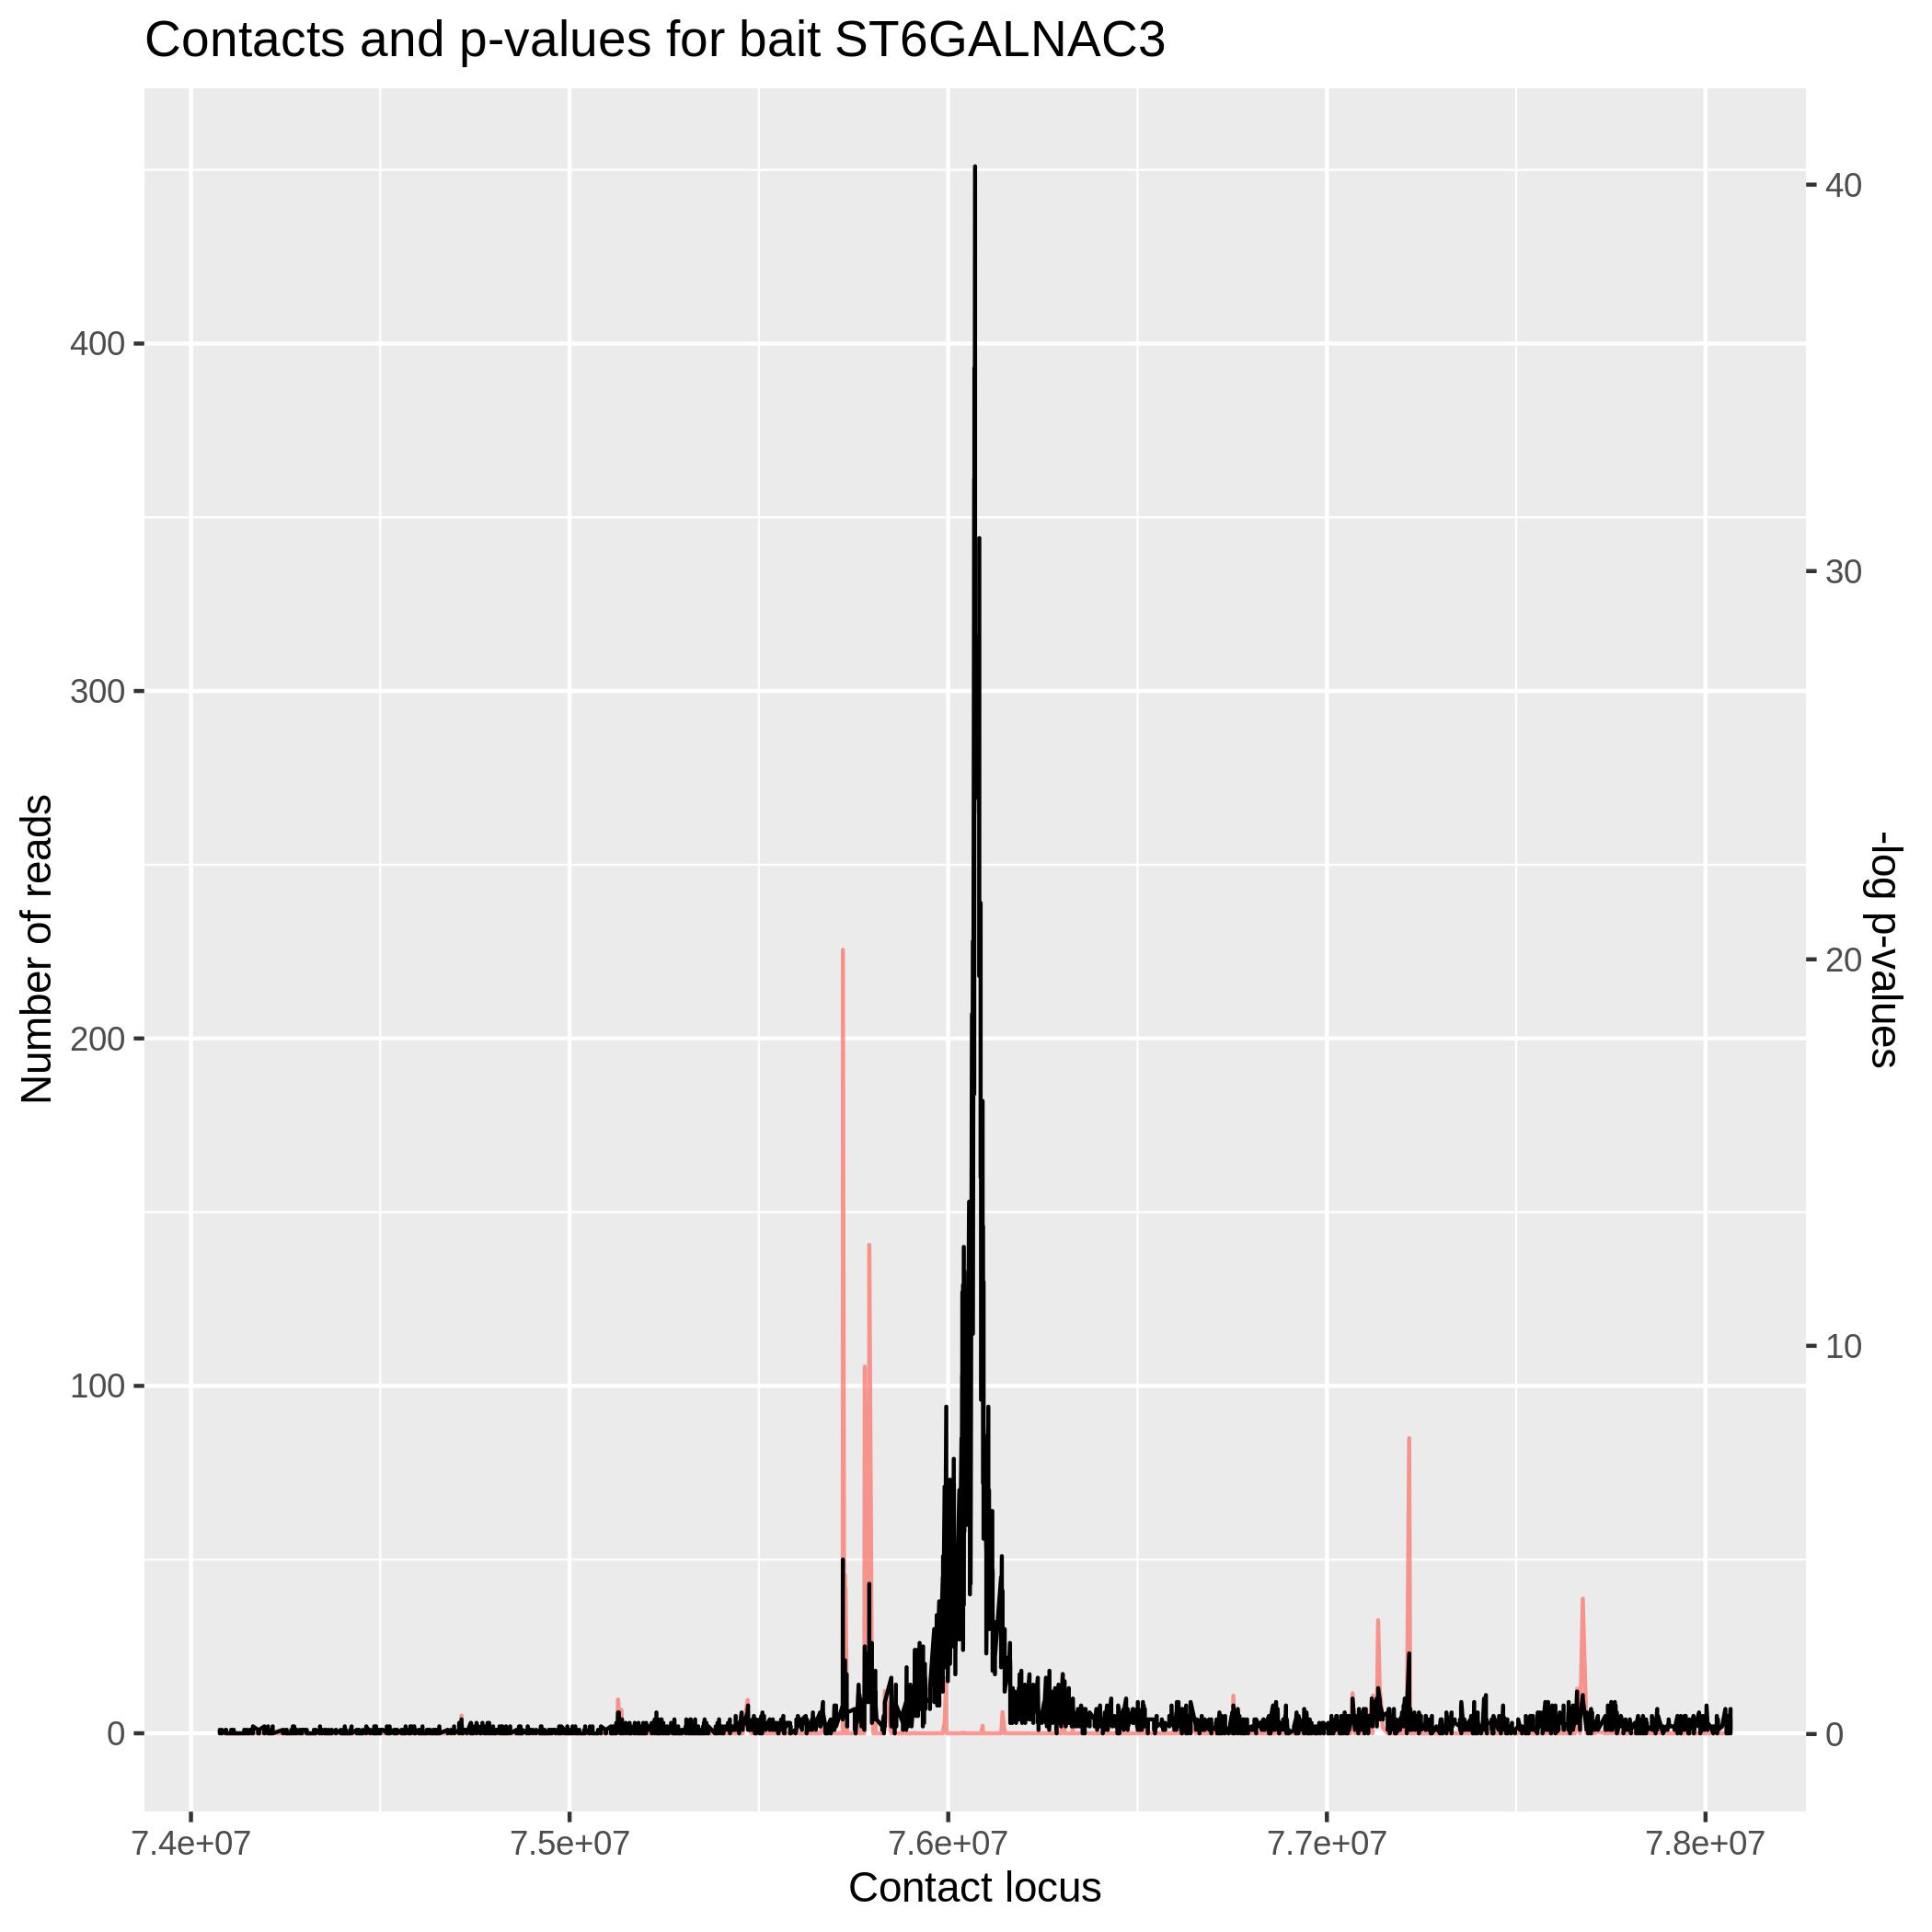 Contacts and p-values for bait ST6GALNAC3
Number of reads
400
300
200
100
0
40
30
20
10
0
-log p-values
7.4e+07 7.5e+07 7.6e+07 7.7e+07 7.8e+07
Contact locus